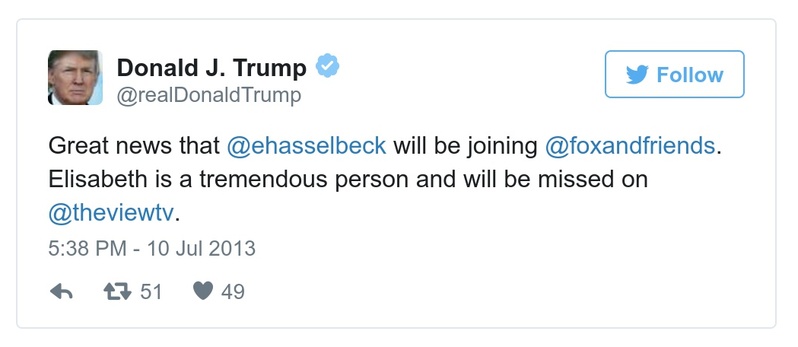 Donald J. Trump
@realDonaldTrump
Follow
Great news that @ehasselbeck will be joining @foxandfriends.
Elisabeth is a tremendous person and will be missed on
@theviewtv.
5:38 PM - 10 Jul 2013
51 49